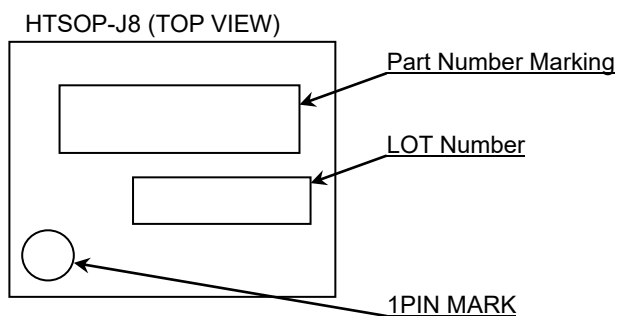 HTSOP-J8 (TOP VIEW)
Part Number Marking
LOT Number
1PIN MARK